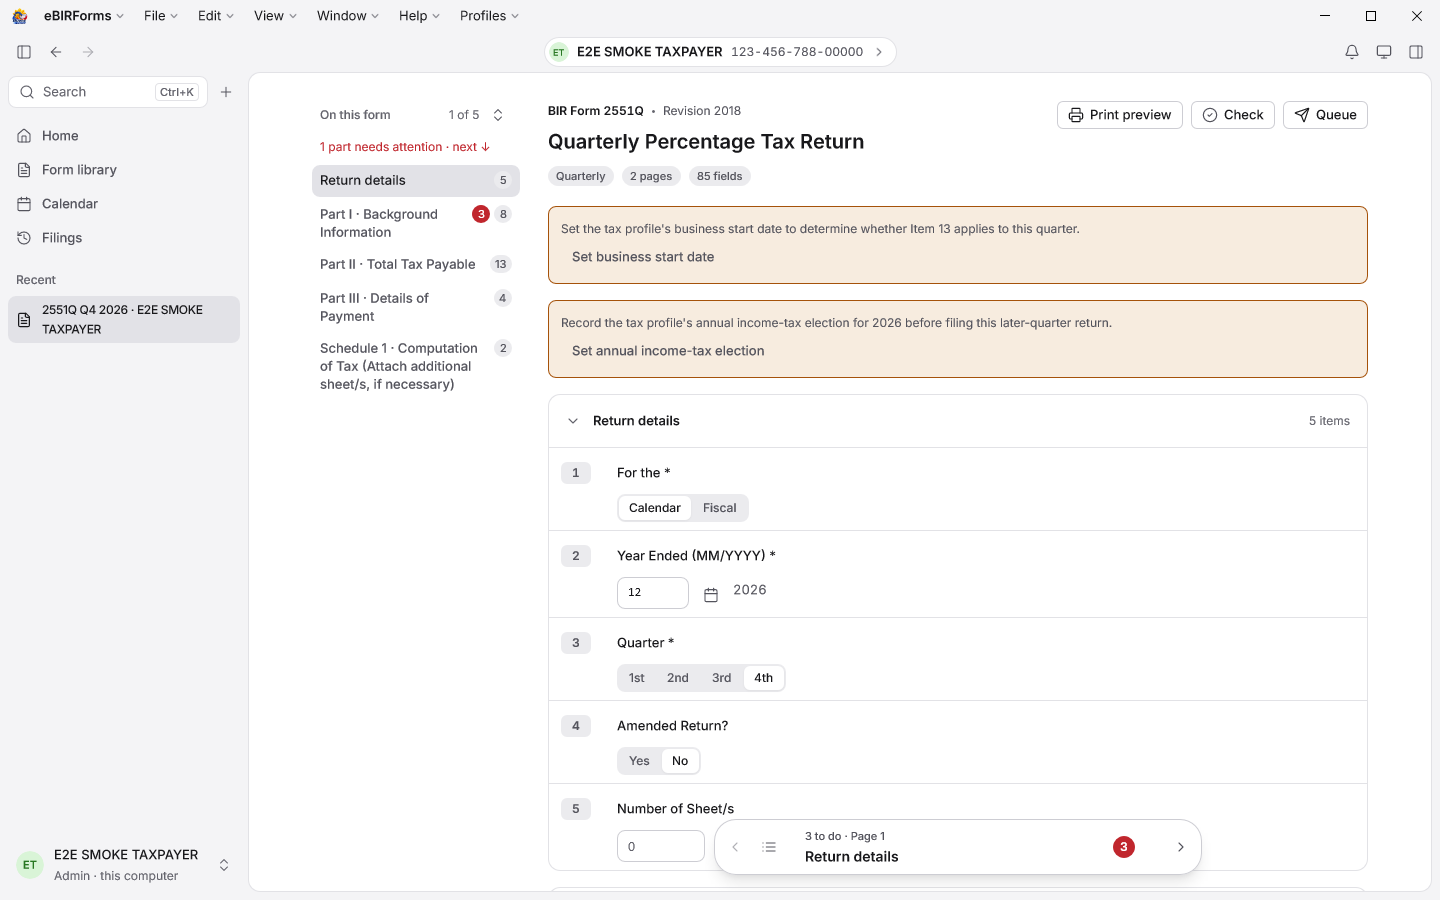 eBIRForms File Edit View Window Help Profiles
ET E2E SMOKE TAXPAYER 123-456-788-00000
Search Ctrl+K
Home
Form library
Calendar
Filings
Recent
2551Q Q4 2026 · E2E SMOKE
TAXPAYER
ET E2E SMOKE TAXPAYER
Admin · this computer
On this form 1 of 5
1 part needs attention · next ↓
Return details 5
Part I · Background 3 8
Information
Part II · Total Tax Payable 13
Part III · Details of 4
Payment
Schedule 1 · Computation 2
of Tax (Attach additional
sheet/s, if necessary)
BIR Form 2551Q • Revision 2018
Quarterly Percentage Tax Return
Quarterly 2 pages 85 fields
Print preview Check Queue
Set the tax profile's business start date to determine whether Item 13 applies to this quarter.
Set business start date
Record the tax profile's annual income-tax election for 2026 before filing this later-quarter return.
Set annual income-tax election
Return details 5 items
1 For the *
Calendar Fiscal
2 Year Ended (MM/YYYY) *
12 2026
3 Quarter *
1st 2nd 3rd 4th
4 Amended Return?
Yes No
5 Number of Sheet/s
0
3 to do · Page 1
Return details 3